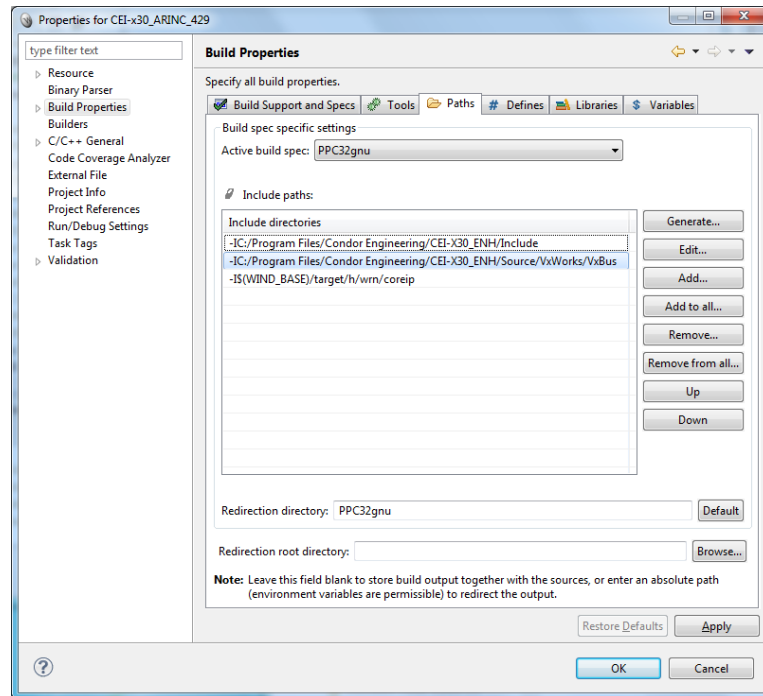 Properties for CEI-x30_ARINC_429
type filter text
Resource
Binary Parser
Build Properties
Builders
C/C++ General
Code Coverage Analyzer
External File
Project Info
Project References
Run/Debug Settings
Task Tags
Validation
Build Properties
Specify all build properties.
Build Support and Specs Tools Paths # Defines Libraries $ Variables
Build spec specific settings
Active build spec: PPC32gnu
Include paths:
Include directories
-IC:/Program Files/Condor Engineering/CEI-X30_ENH/Include
-IC:/Program Files/Condor Engineering/CEI-X30_ENH/Source/VxWorks/VxBus
-I$(WIND_BASE)/target/h/wrn/coreip
Generate...
Edit...
Add...
Add to all...
Remove...
Remove from all...
Up
Down
Redirection directory: PPC32gnu Default
Redirection root directory: Browse...
Note: Leave this field blank to store build output together with the sources, or enter an absolute path
(environment variables are permissible) to redirect the output.
Restore Defaults Apply
? OK Cancel